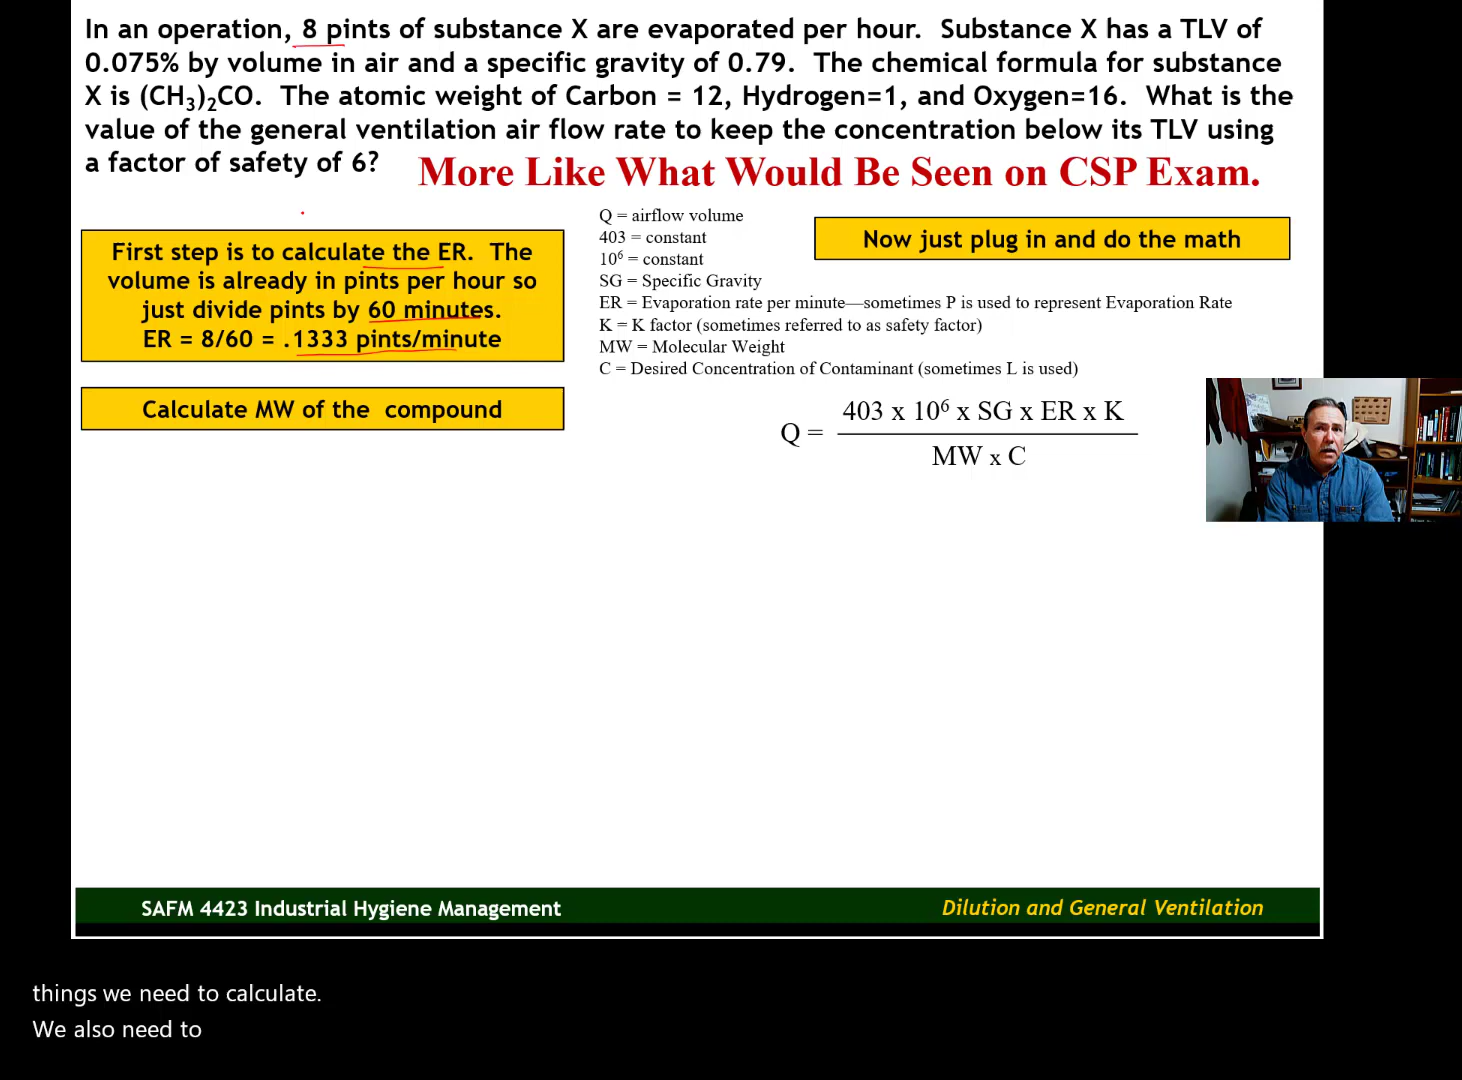 In an operation, 8 pints of substance X are evaporated per hour. Substance X has a TLV of
0.075% by volume in air and a specific gravity of 0.79. The chemical formula for substance
X is (CH₃)₂CO. The atomic weight of Carbon = 12, Hydrogen=1, and Oxygen=16. What is the
value of the general ventilation air flow rate to keep the concentration below its TLV using
a factor of safety of 6?
More Like What Would Be Seen on CSP Exam.
First step is to calculate the ER. The
volume is already in pints per hour so
just divide pints by 60 minutes.
ER = 8/60 = .1333 pints/minute
Calculate MW of the compound
Q = airflow volume
403 = constant
10⁶ = constant
SG = Specific Gravity
ER = Evaporation rate per minute—sometimes P is used to represent Evaporation Rate
K = K factor (sometimes referred to as safety factor)
MW = Molecular Weight
C = Desired Concentration of Contaminant (sometimes L is used)
Now just plug in and do the math
403 x 10⁶ x SG x ER x K
Q =
MW x C
SAFM 4423 Industrial Hygiene Management
Dilution and General Ventilation
things we need to calculate.
We also need to